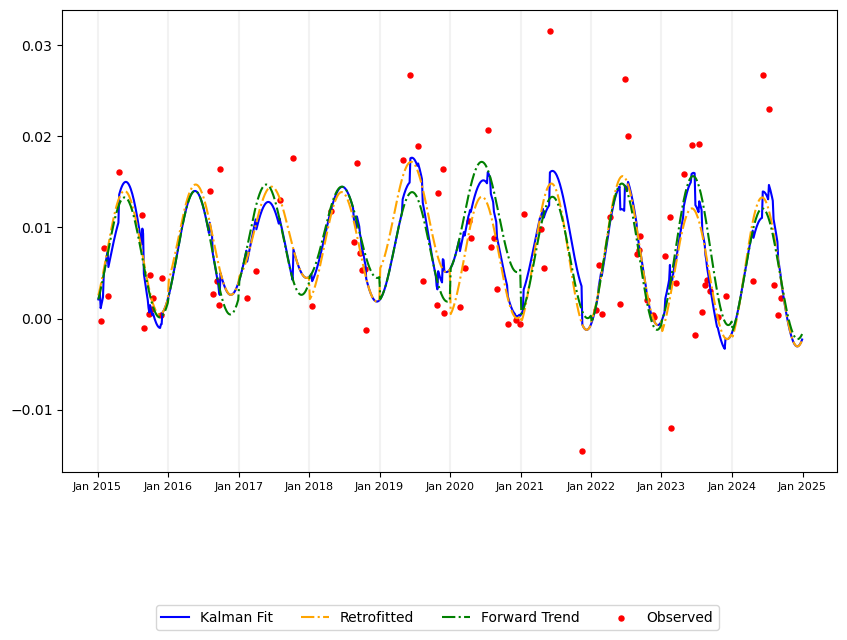 0.03
0.02
0.01
0.00
−0.01
Jan 2015 Jan 2016 Jan 2017 Jan 2018 Jan 2019 Jan 2020 Jan 2021 Jan 2022 Jan 2023 Jan 2024 Jan 2025
Kalman Fit Retrofitted Forward Trend Observed